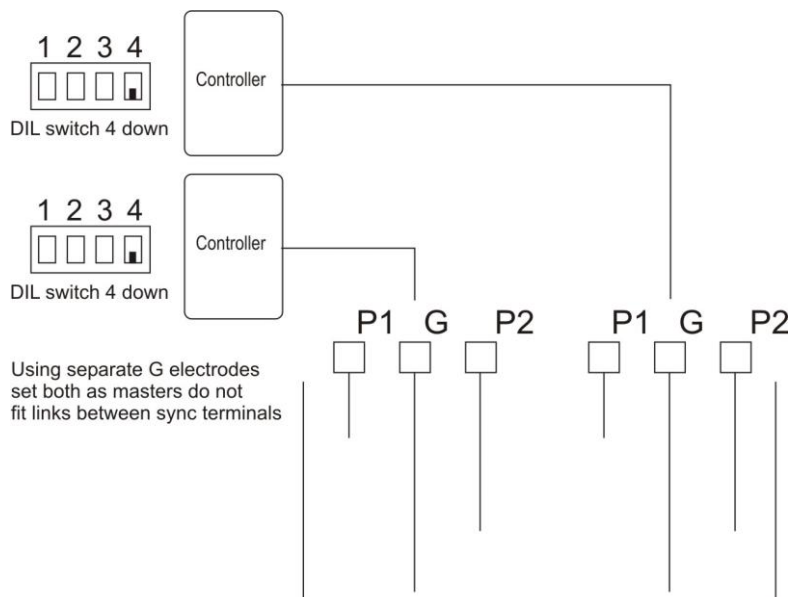 1 2 3 4
Controller
DIL switch 4 down
1 2 3 4
Controller
DIL switch 4 down
P1 G P2 P1 G P2
Using separate G electrodes
set both as masters do not
fit links between sync terminals